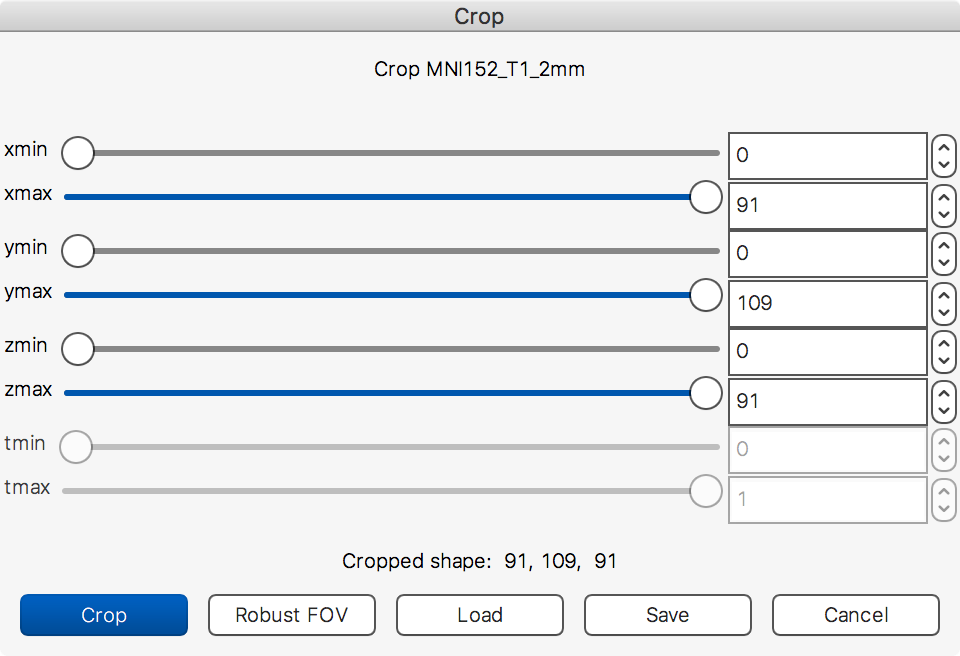 Crop
Crop MNI152_T1_2mm
xmin 0
xmax 91
ymin 0
ymax 109
zmin 0
zmax 91
tmin 0
tmax 1
Cropped shape: 91, 109, 91
Crop Robust FOV Load Save Cancel